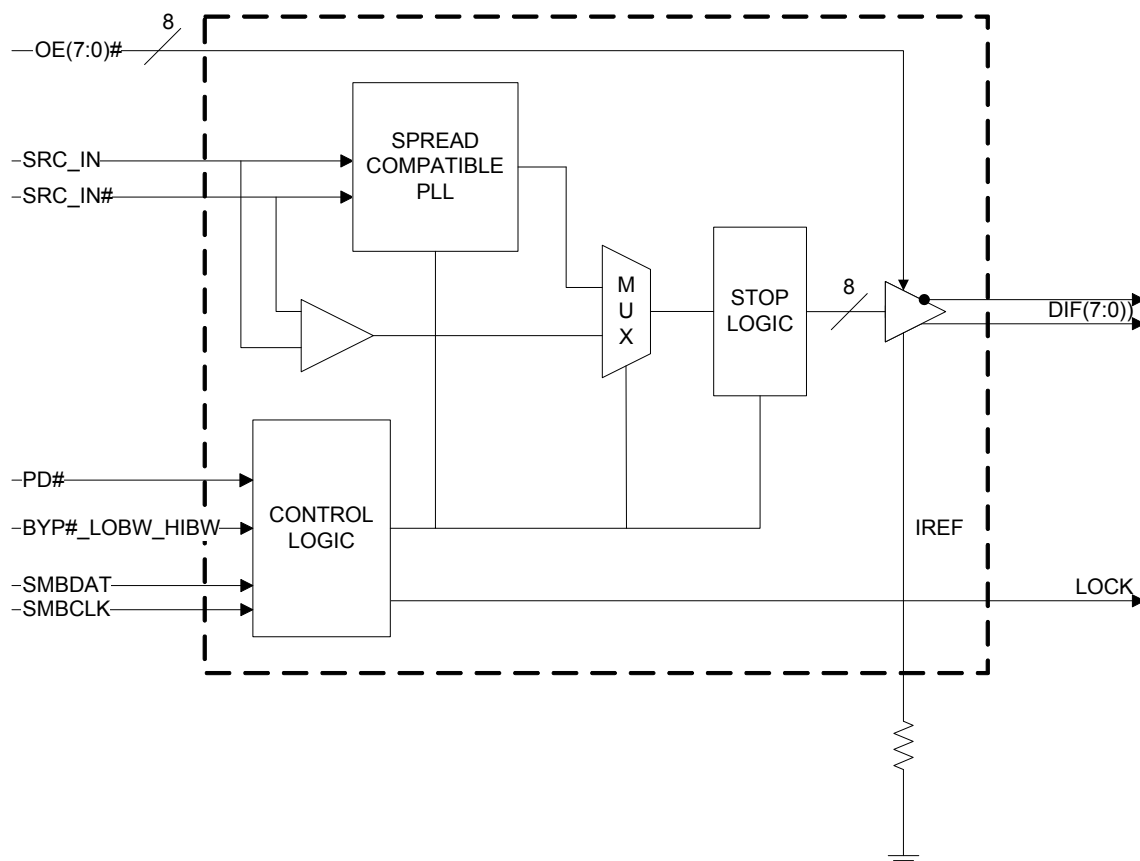 8
OE(7:0)#
SRC_IN
SRC_IN#
SPREAD
COMPATIBLE
PLL
M
U
X
STOP
LOGIC
8
DIF(7:0))
PD#
BYP#_LOBW_HIBW
SMBDAT
SMBCLK
CONTROL
LOGIC
IREF
LOCK